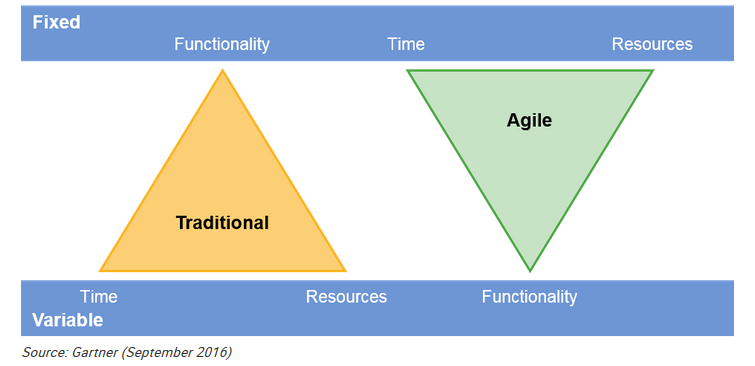 Fixed
Functionality Time Resources
Agile
Traditional
Time Resources Functionality
Variable
Source: Gartner (September 2016)